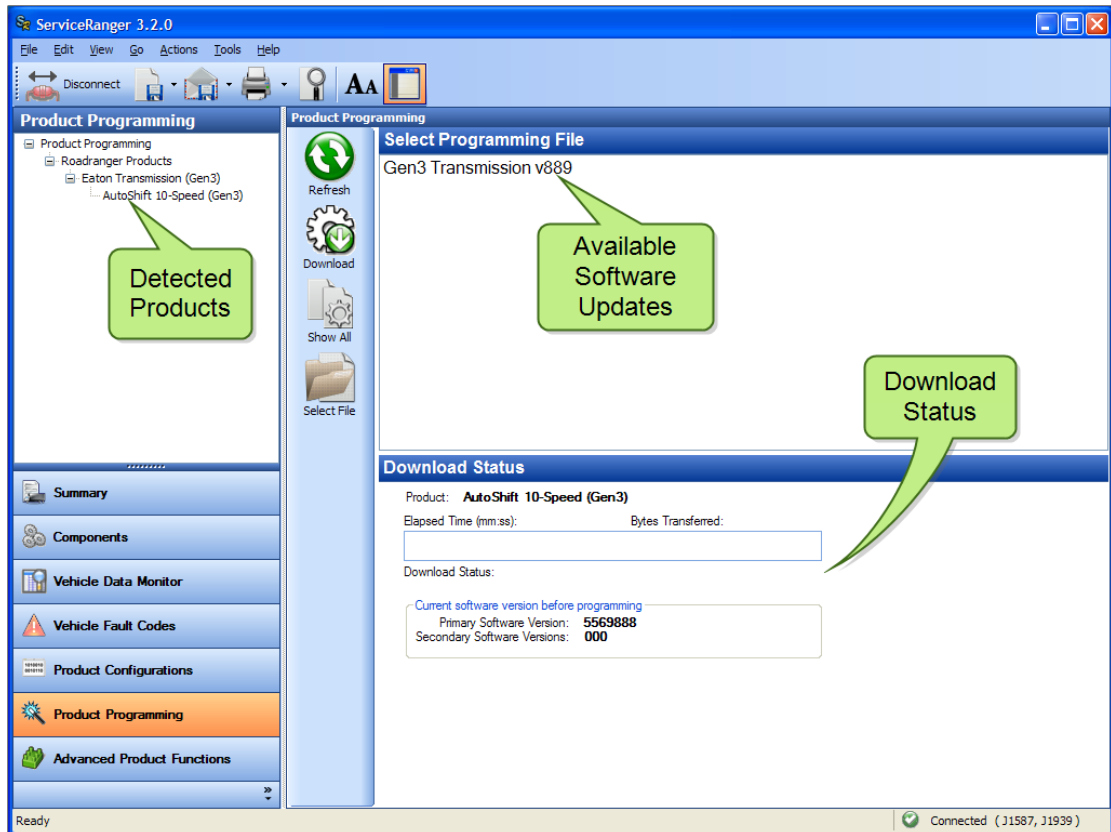 ServiceRanger 3.2.0
File Edit View Go Actions Tools Help
Disconnect
AA
Product Programming
Product Programming
Roadranger Products
Eaton Transmission (Gen3)
AutoShift 10-Speed (Gen3)
Detected
Products
Summary
Components
Vehicle Data Monitor
Vehicle Fault Codes
Product Configurations
Product Programming
Advanced Product Functions
Product Programming
Refresh
Download
Show All
Select File
Select Programming File
Gen3 Transmission v889
Available
Software
Updates
Download
Status
Download Status
Product: AutoShift 10-Speed (Gen3)
Elapsed Time (mm:ss): Bytes Transferred:
Download Status:
Current software version before programming
Primary Software Version: 5569888
Secondary Software Versions: 000
Ready
Connected ( J1587, J1939 )